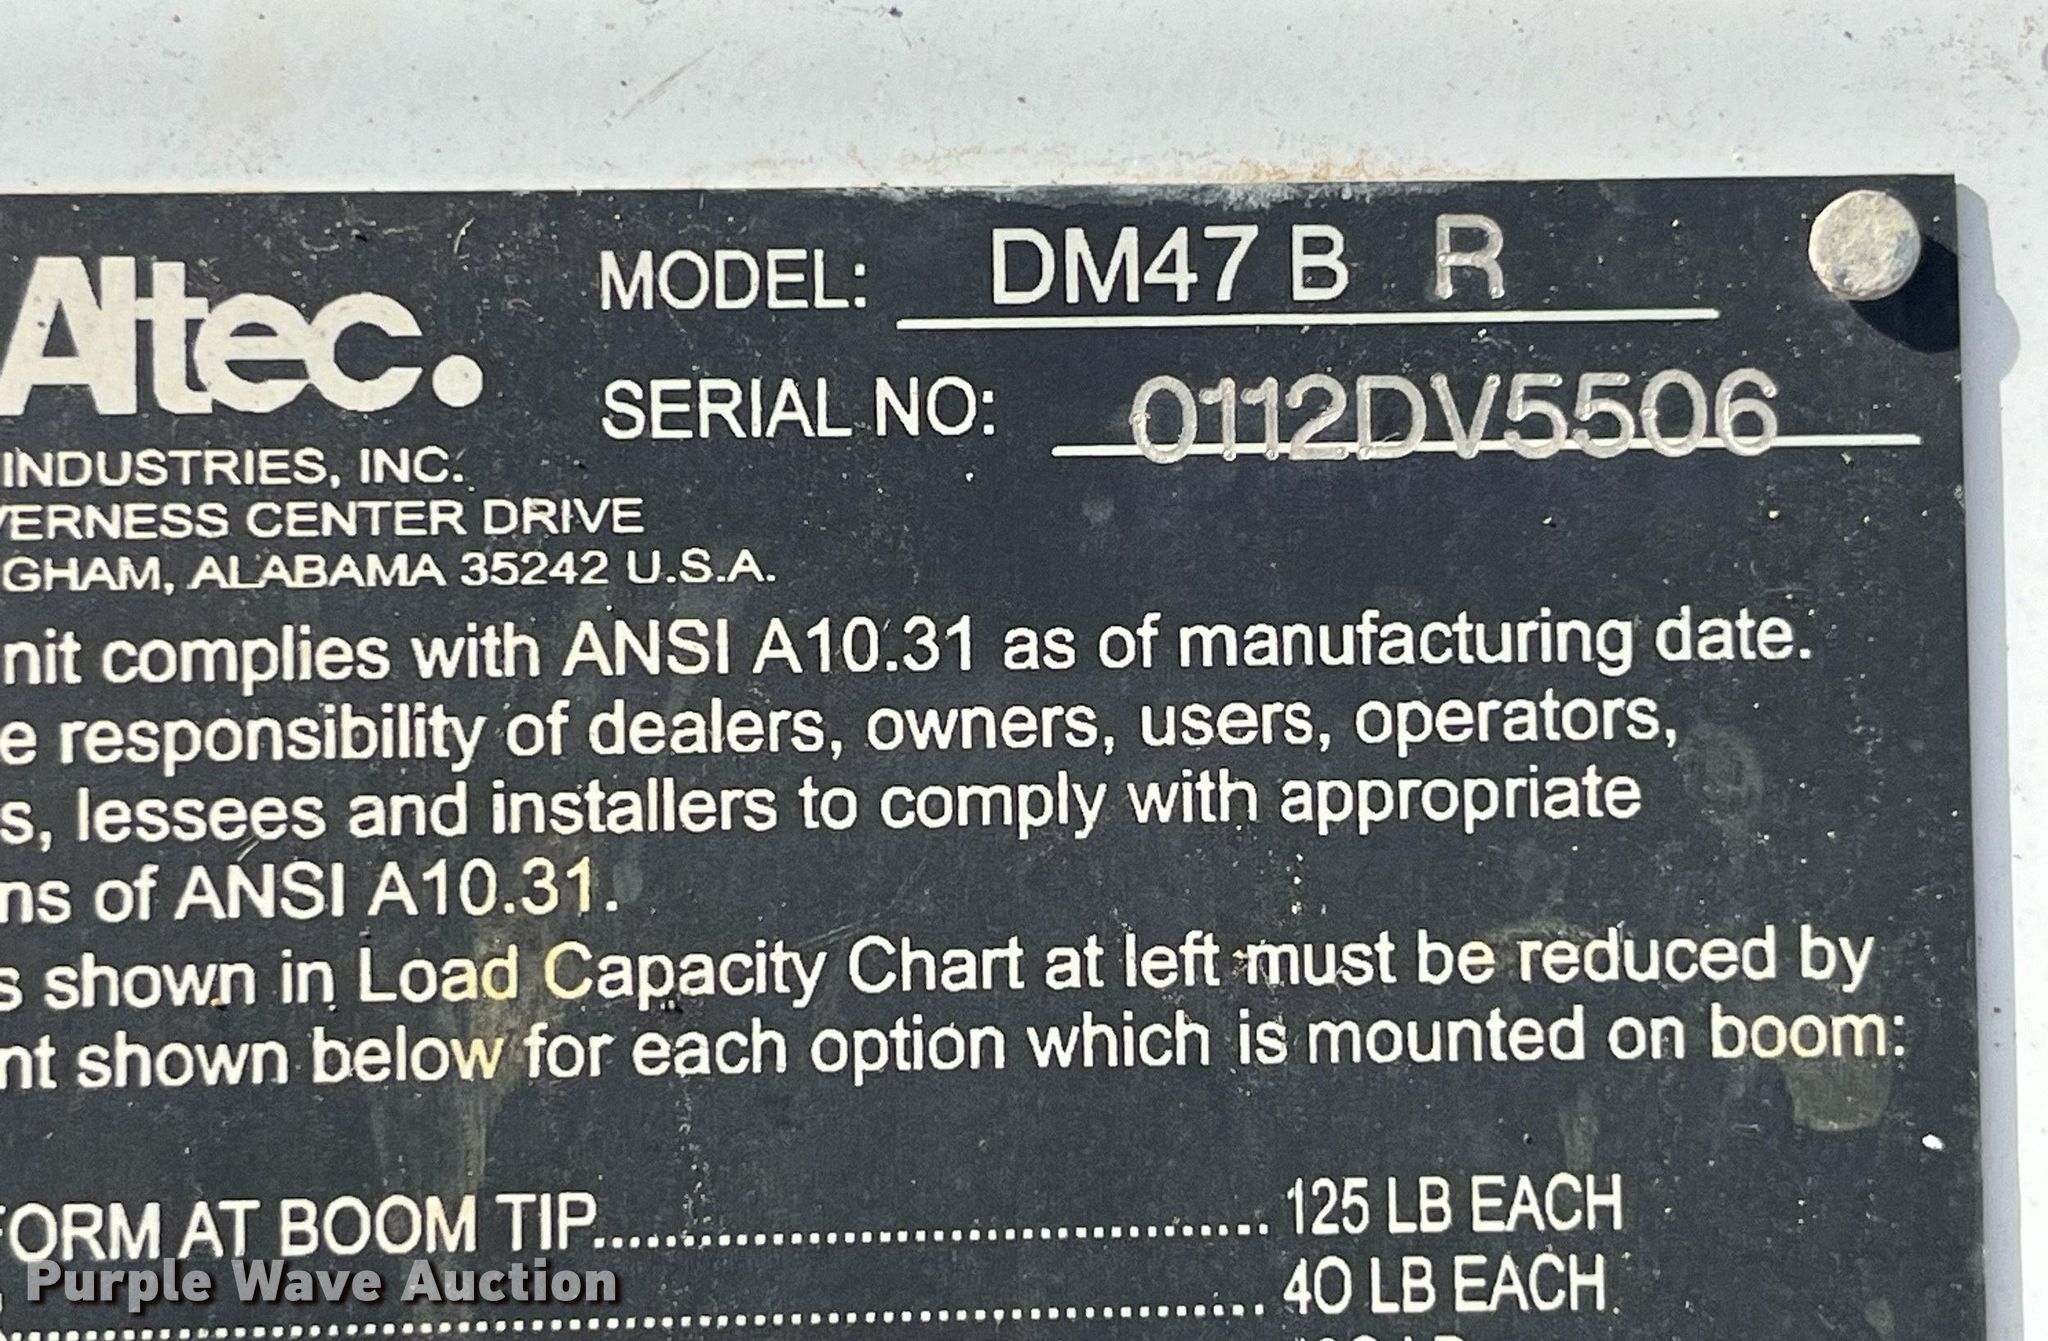 Altec.
MODEL: DM47 B R
SERIAL NO: 0112DV5506
INDUSTRIES, INC.
VERNESS CENTER DRIVE
GHAM, ALABAMA 35242 U.S.A.
nit complies with ANSI A10.31 as of manufacturing date.
e responsibility of dealers, owners, users, operators,
s, lessees and installers to comply with appropriate
ns of ANSI A10.31.
s shown in Load Capacity Chart at left must be reduced by
nt shown below for each option which is mounted on boom:
FORM AT BOOM TIP.......................................... 125 LB EACH
Purple Wave Auction
40 LB EACH